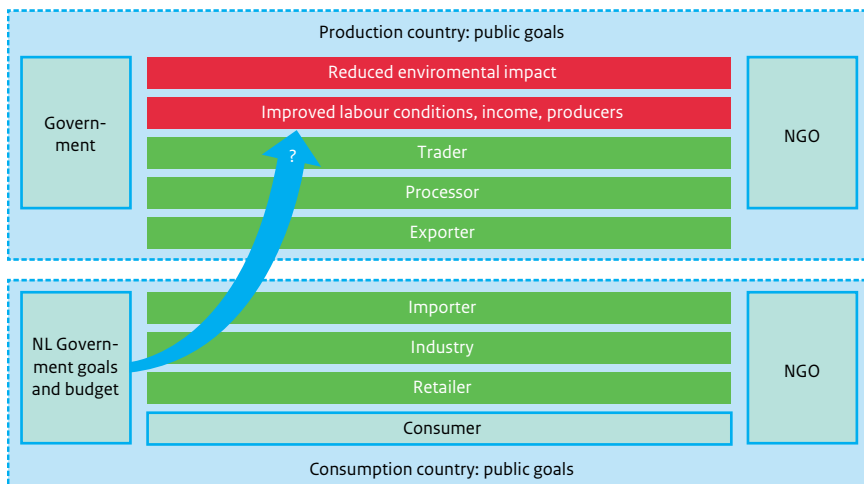 Production country: public goals
Reduced enviromental impact
Improved labour conditions, income, producers
Govern-
ment
?
Trader
NGO
Processor
Exporter
Importer
NL Govern-
ment goals
and budget
Industry
NGO
Retailer
Consumer
Consumption country: public goals